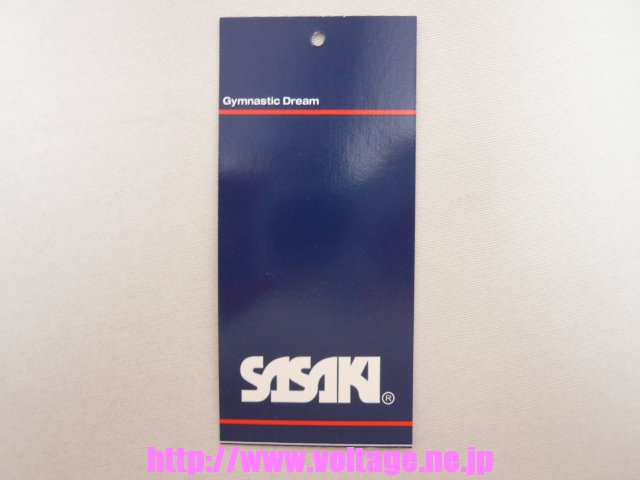 Gymnastic Dream
SASAKI®
http://www.voltage.ne.jp